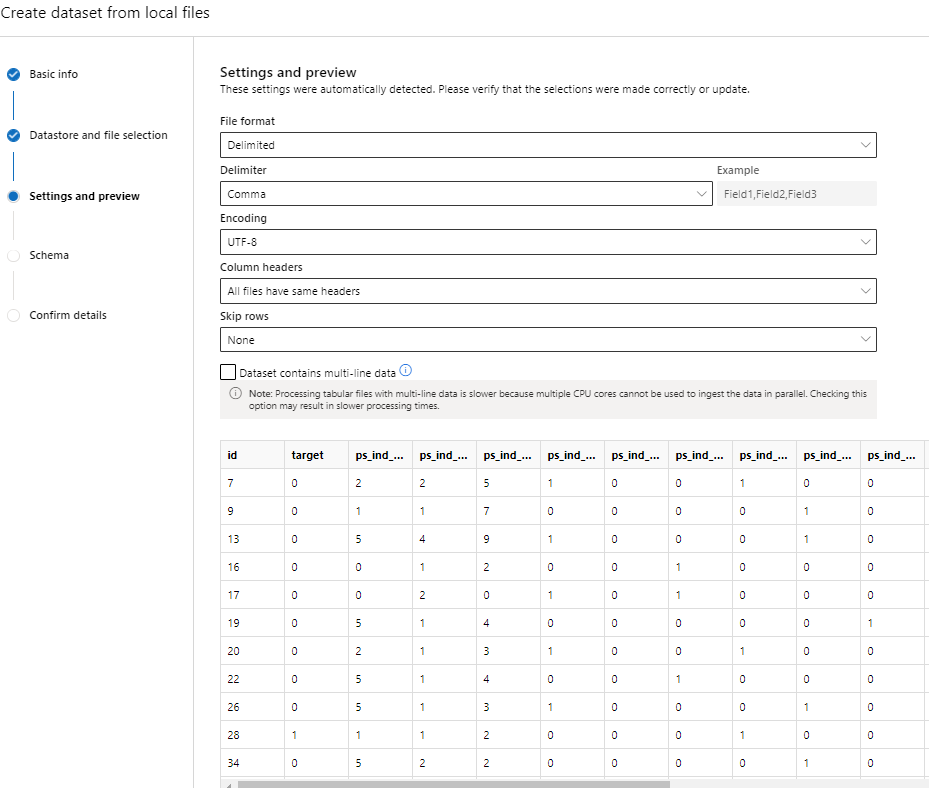 Create dataset from local files
Basic info
Datastore and file selection
Settings and preview
Schema
Confirm details
Settings and preview
These settings were automatically detected. Please verify that the selections were made correctly or update.
File format
Delimited
Delimiter
Example
Comma
Field1,Field2,Field3
Encoding
UTF-8
Column headers
All files have same headers
Skip rows
None
Dataset contains multi-line data
Note: Processing tabular files with multi-line data is slower because multiple CPU cores cannot be used to ingest the data in parallel. Checking this
option may result in slower processing times.
id target ps_ind_... ps_ind_... ps_ind_... ps_ind_... ps_ind_... ps_ind_... ps_ind_... ps_ind_... ps_ind_...
7 0 2 2 5 1 0 0 1 0 0
9 0 1 1 7 0 0 0 0 1 0
13 0 5 4 9 1 0 0 0 1 0
16 0 0 1 2 0 0 1 0 0 0
17 0 0 2 0 1 0 1 0 0 0
19 0 5 1 4 0 0 0 0 0 1
20 0 2 1 3 1 0 0 1 0 0
22 0 5 1 4 0 0 1 0 0 0
26 0 5 1 3 1 0 0 0 1 0
28 1 1 1 2 0 0 0 1 0 0
34 0 5 2 2 0 0 0 0 1 0